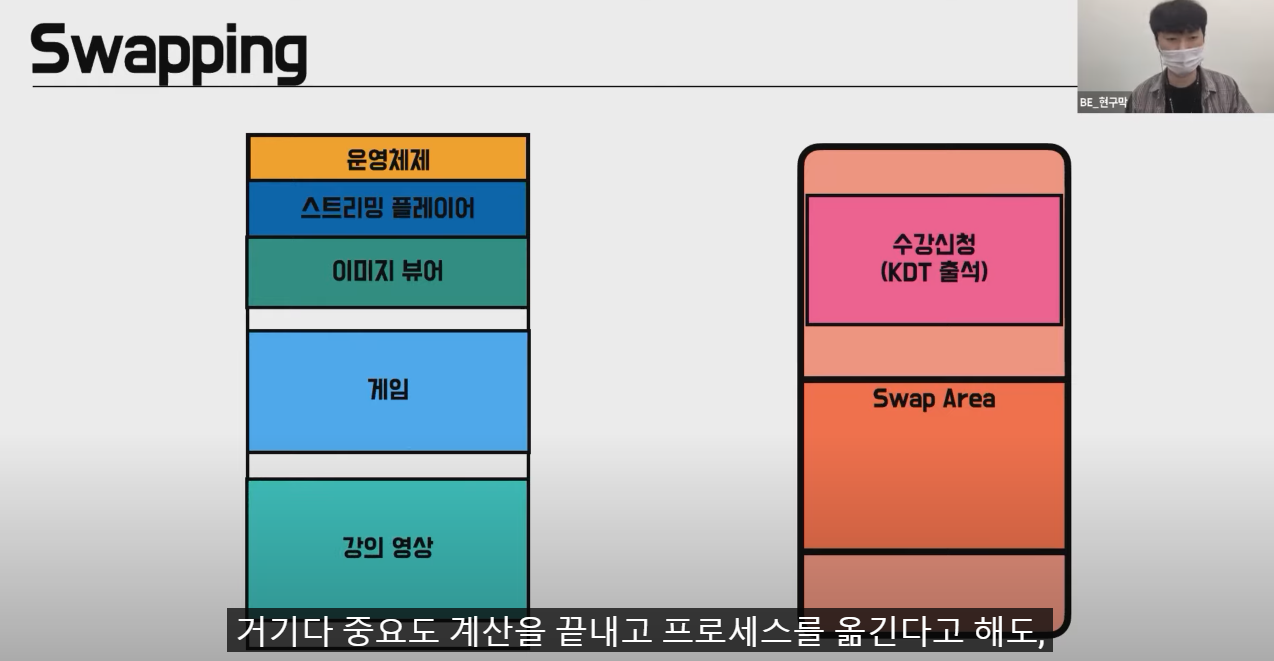 Swapping
BE_현구막
운영체제
스트리밍 플레이어
이미지 뷰어
게임
강의 영상
수강신청
(KDT 출석)
Swap Area
거기다 중요도 계산을 끝내고 프로세스를 옮긴다고 해도,